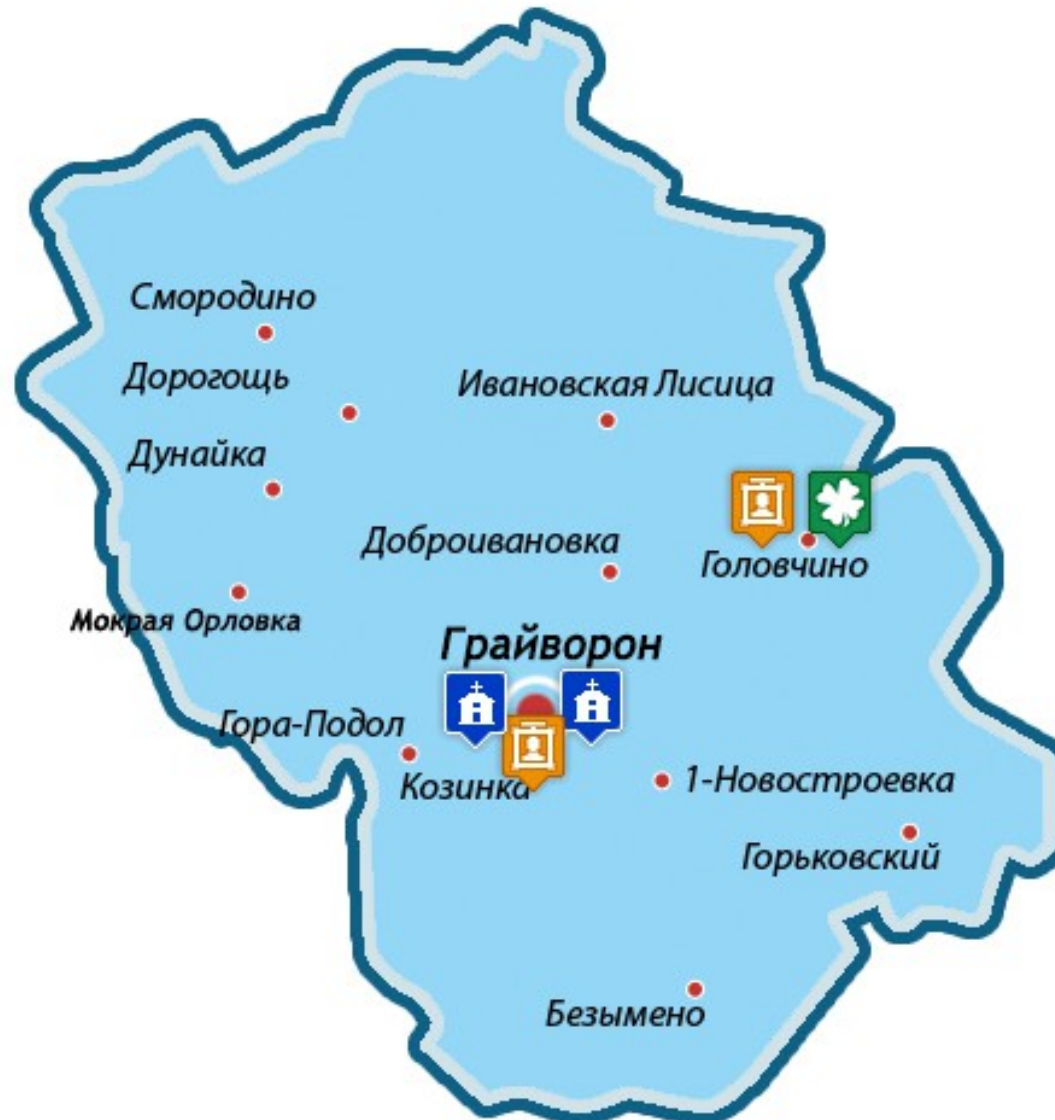 Смородино
Дорогощь
Ивановская Лисица
Дунайка
Доброивановка
Головчино
Мокрая Орловка
Грайворон
Гора-Подол
Козинка
1-Новостроевка
Горьковский
Безымено